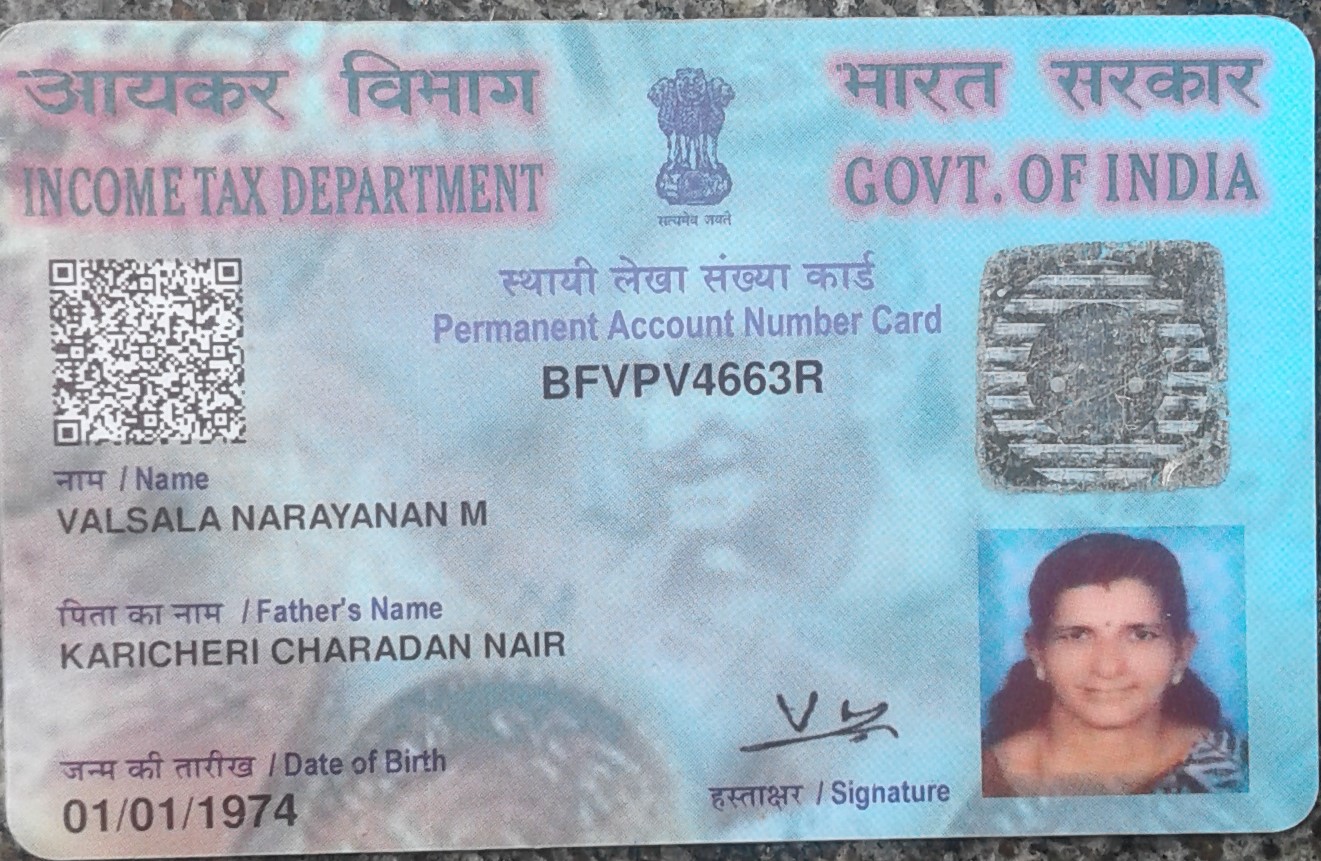 आयकर विभाग
INCOME TAX DEPARTMENT
सत्यमेव जयते
भारत सरकार
GOVT. OF INDIA
स्थायी लेखा संख्या कार्ड
Permanent Account Number Card
BFVPV4663R
नाम / Name
VALSALA NARAYANAN M
पिता का नाम / Father's Name
KARICHERI CHARADAN NAIR
जन्म की तारीख / Date of Birth
01/01/1974
हस्ताक्षर / Signature